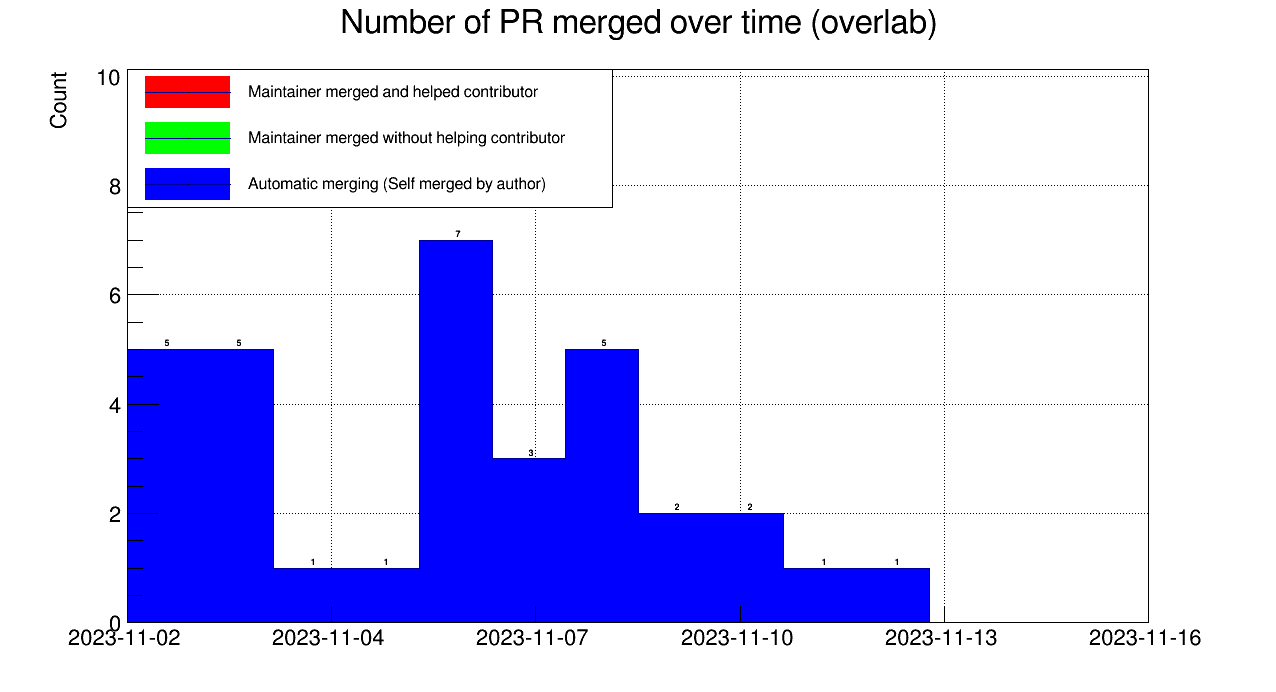 Number of PR merged over time (overlab)
Count
10
Maintainer merged and helped contributor
Maintainer merged without helping contributor
8
Automatic merging (Self merged by author)
7
6
5 5 5
4
3
2
2 2
1 1 1 1
0
2023-11-02 2023-11-04 2023-11-07 2023-11-10 2023-11-13 2023-11-16